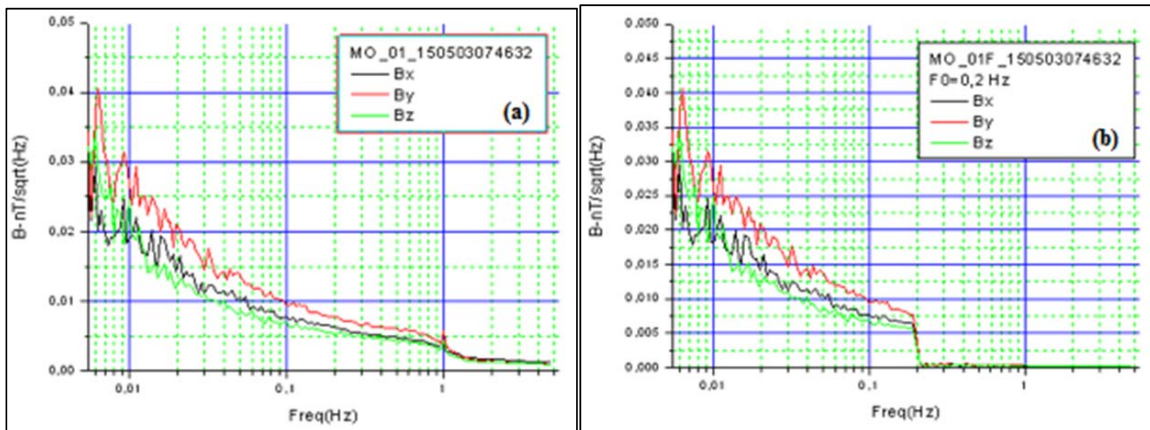 0,05
0,04
0,03
0,02
0,01
0,00
B- nT/sqrt(Hz)
MO_01_150503074632
Bx
By
Bz
(a)
0,01
0,1
1
Freq(Hz)
0,050
0,045
0,040
0,035
0,030
0,025
0,020
0,015
0,010
0,005
0,000
B- nT/sqrt(Hz)
MO_01F_150503074632
F0=0,2 Hz
Bx
By
Bz
(b)
0,01
0,1
1
Freq(Hz)